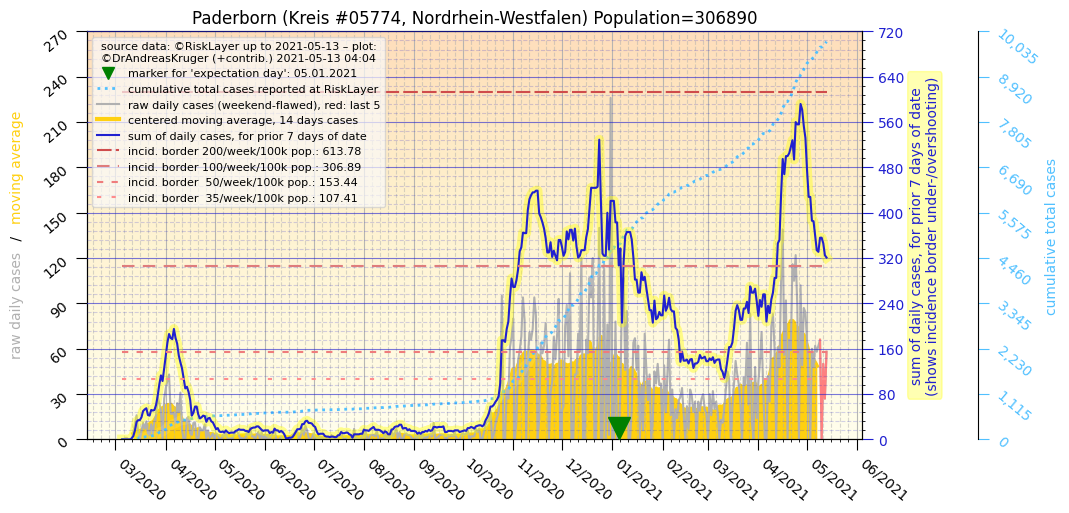 Paderborn (Kreis #05774, Nordrhein-Westfalen) Population=306890
source data: ©RiskLayer up to 2021-05-13 – plot:
©DrAndreasKruger (+contrib.) 2021-05-13 04:04
marker for 'expectation day': 05.01.2021
cumulative total cases reported at RiskLayer
raw daily cases (weekend-flawed), red: last 5
centered moving average, 14 days cases
sum of daily cases, for prior 7 days of date
incid. border 200/week/100k pop.: 613.78
incid. border 100/week/100k pop.: 306.89
incid. border  50/week/100k pop.: 153.44
incid. border  35/week/100k pop.: 107.41
raw daily cases  /  moving average
270
240
210
180
150
120
90
60
30
0
03/2020
04/2020
05/2020
06/2020
07/2020
08/2020
09/2020
10/2020
11/2020
12/2020
01/2021
02/2021
03/2021
04/2021
05/2021
06/2021
720
640
560
480
400
320
240
160
80
0
sum of daily cases, for prior 7 days of date
(shows incidence border under-/overshooting)
10,035
8,920
7,805
6,690
5,575
4,460
3,345
2,230
1,115
0
cumulative total cases